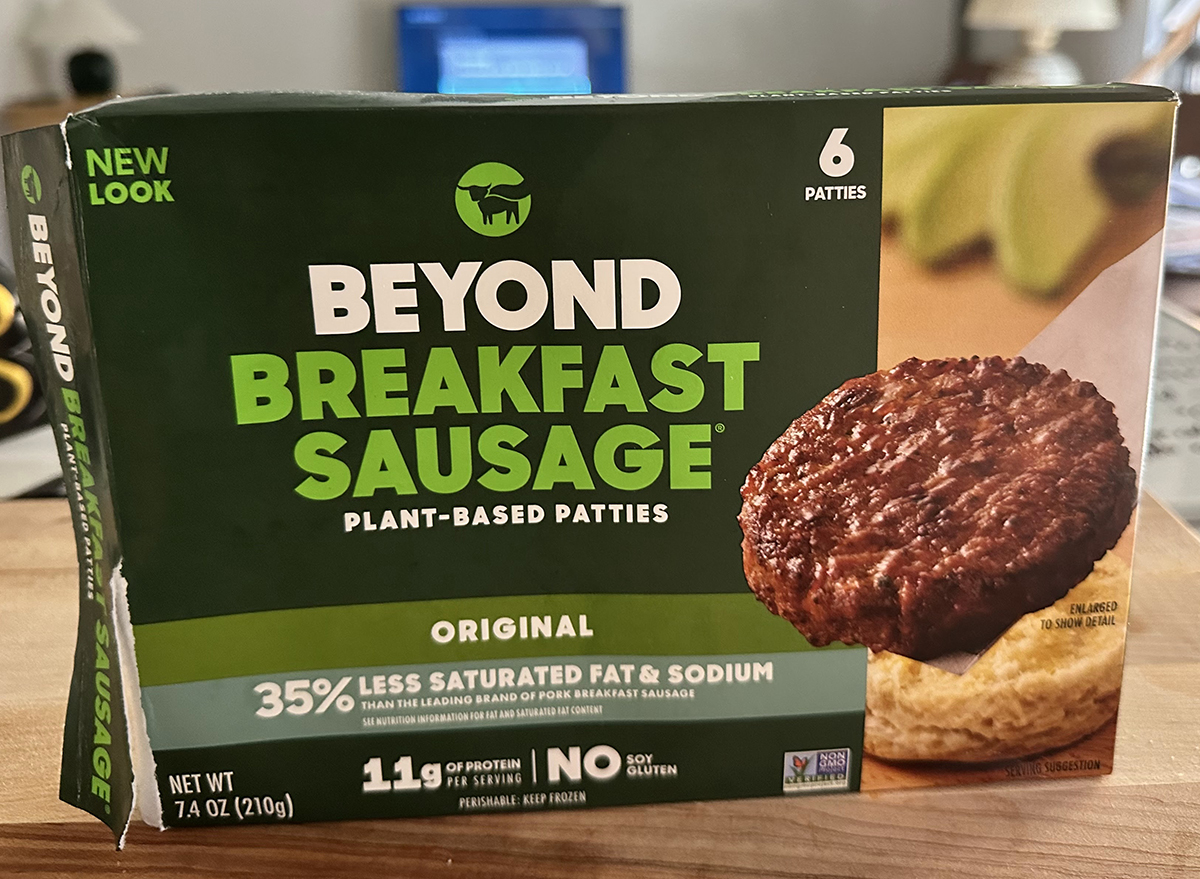 NEW
LOOK
6
PATTIES
BEYOND
BREAKFAST
SAUSAGE®
PLANT-BASED PATTIES
ORIGINAL
35% LESS SATURATED FAT & SODIUM
THAN THE LEADING BRAND OF PORK BREAKFAST SAUSAGE
SEE NUTRITION INFORMATION FOR FAT AND SATURATED FAT CONTENT
11g OF PROTEIN
PER SERVING
NO SOY
GLUTEN
PERISHABLE: KEEP FROZEN
NET WT
7.4 OZ (210g)
NON
GMO
PROJECT
VERIFIED
ENLARGED
TO SHOW DETAIL
SERVING SUGGESTION
BEYOND BREAKFAST SAUSAGE®
PLANT-BASED PATTIES